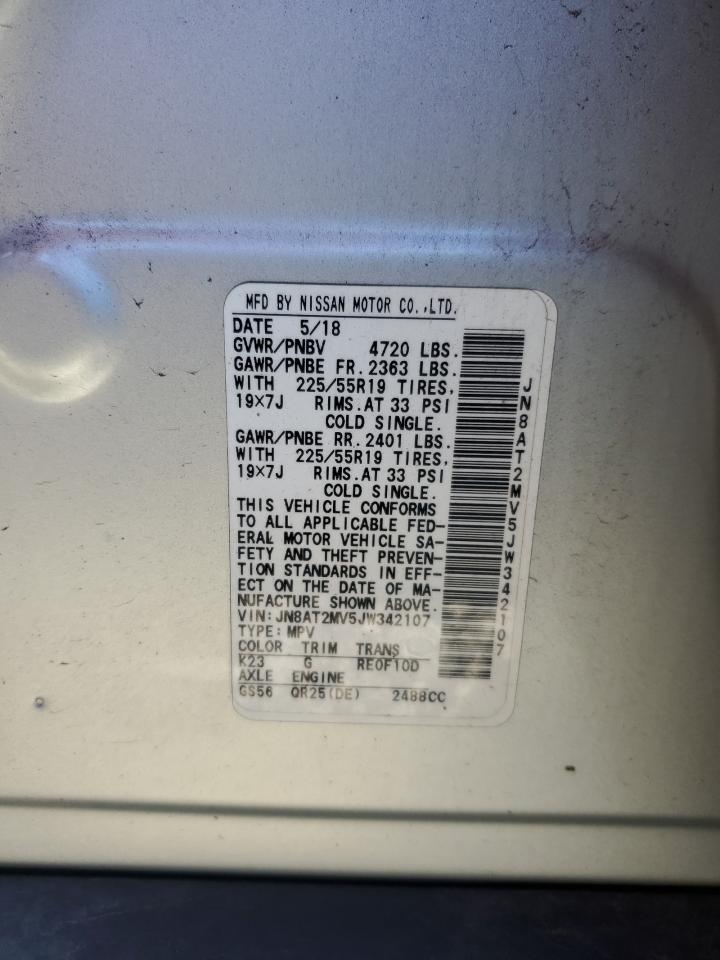 MFD BY NISSAN MOTOR CO.,LTD.
DATE 5/18
GVWR/PNBV 4720 LBS.
GAWR/PNBE FR. 2363 LBS.
WITH 225/55R19 TIRES,
19×7J RIMS.AT 33 PSI
COLD SINGLE.
GAWR/PNBE RR. 2401 LBS.
WITH 225/55R19 TIRES,
19×7J RIMS.AT 33 PSI
COLD SINGLE.
THIS VEHICLE CONFORMS
TO ALL APPLICABLE FED-
ERAL MOTOR VEHICLE SA-
FETY AND THEFT PREVEN-
TION STANDARDS IN EFF-
ECT ON THE DATE OF MA-
NUFACTURE SHOWN ABOVE.
VIN: JN8AT2MV5JW342107
TYPE: MPV
COLOR TRIM TRANS
K23 G RE0F10D
AXLE ENGINE
GS56 QR25(DE) 2488CC
JN8AT2MV5JW342107